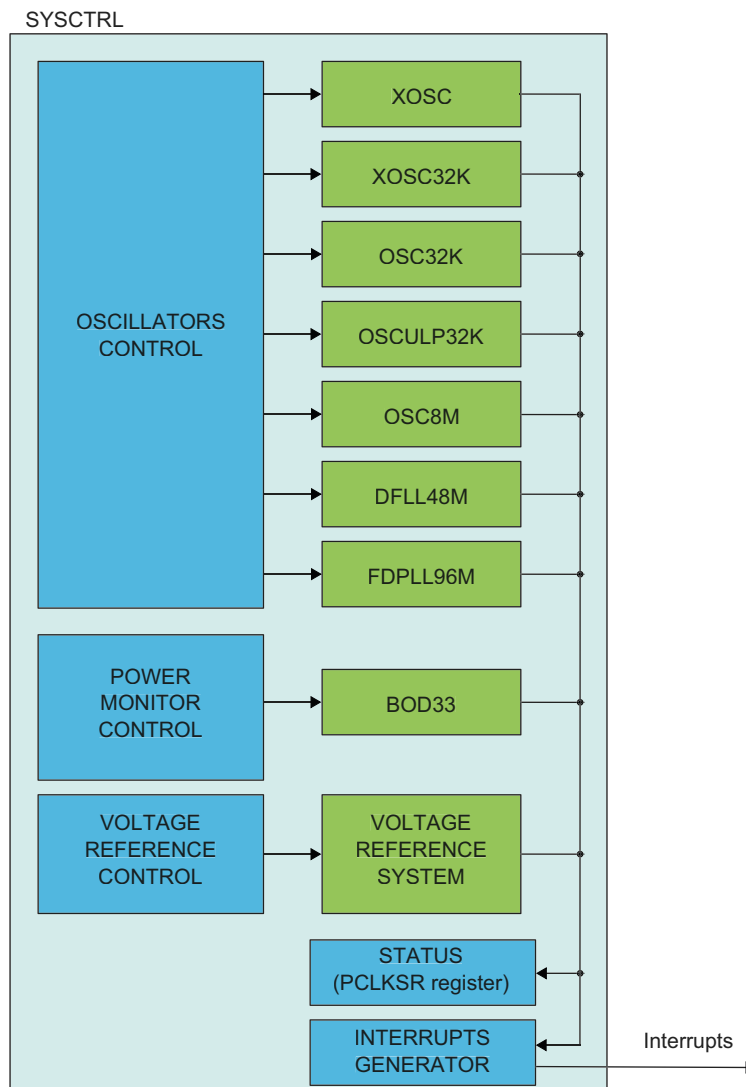 SYSCTRL
XOSC
XOSC32K
OSC32K
OSCILLATORS
CONTROL
OSCULP32K
OSC8M
DFLL48M
FDPLL96M
POWER
MONITOR
CONTROL
BOD33
VOLTAGE
REFERENCE
CONTROL
VOLTAGE
REFERENCE
SYSTEM
STATUS
(PCLKSR register)
INTERRUPTS
GENERATOR
Interrupts